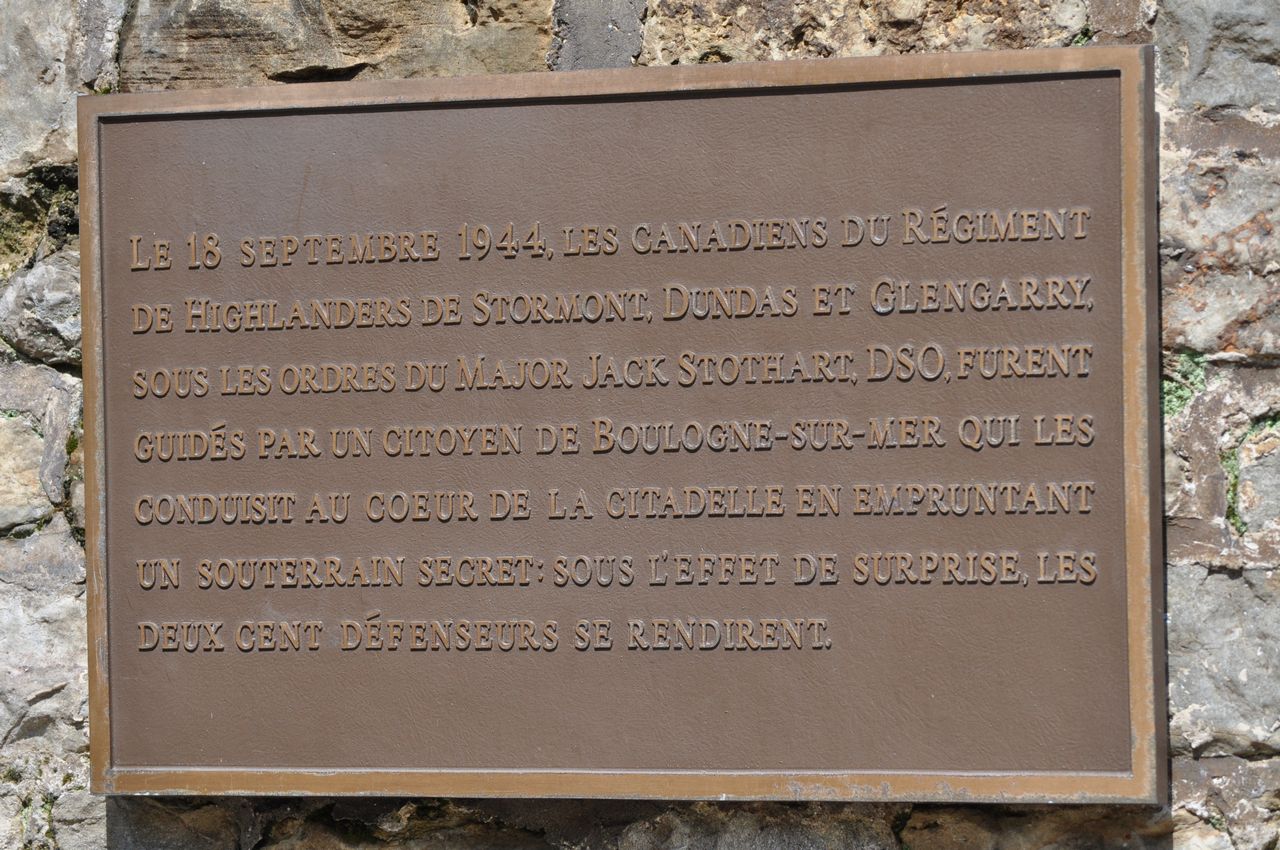 Le 18 septembre 1944, les canadiens du Régiment
de Highlanders de Stormont, Dundas et Glengarry,
sous les ordres du Major Jack Stothart, DSO, furent
guidés par un citoyen de Boulogne-sur-mer qui les
conduisit au coeur de la citadelle en empruntant
un souterrain secret: sous l'effet de surprise, les
deux cent défenseurs se rendirent.